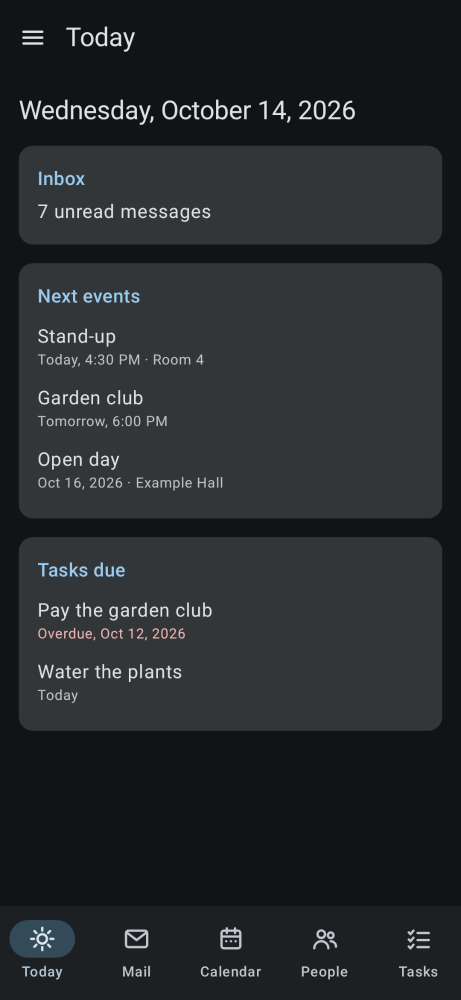 Today
Wednesday, October 14, 2026
Inbox
7 unread messages
Next events
Stand-up
Today, 4:30 PM · Room 4
Garden club
Tomorrow, 6:00 PM
Open day
Oct 16, 2026 · Example Hall
Tasks due
Pay the garden club
Overdue, Oct 12, 2026
Water the plants
Today
Today
Mail
Calendar
People
Tasks